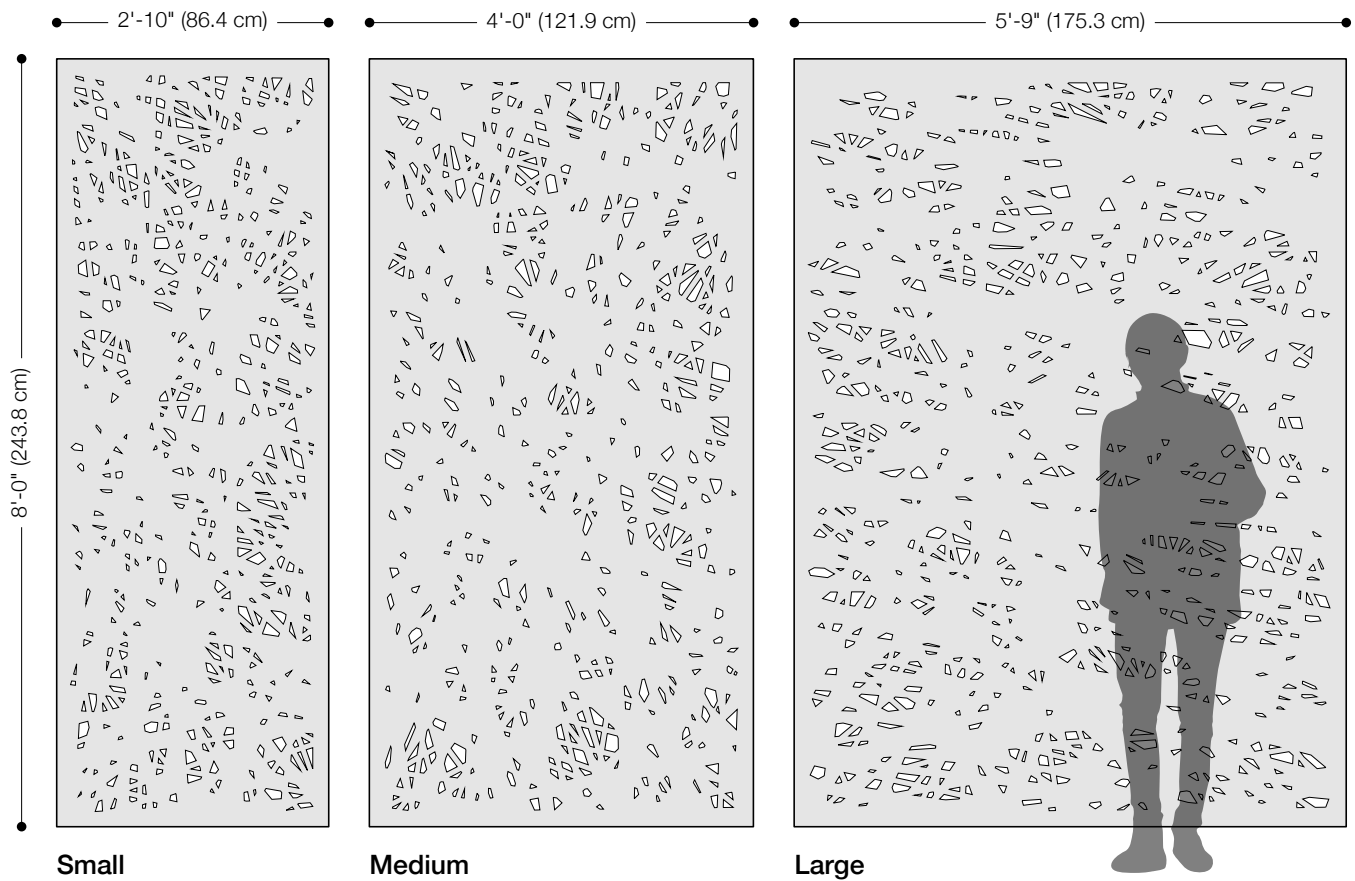 2'-10" (86.4 cm)
4'-0" (121.9 cm)
5'-9" (175.3 cm)
8'-0" (243.8 cm)
Small
Medium
Large